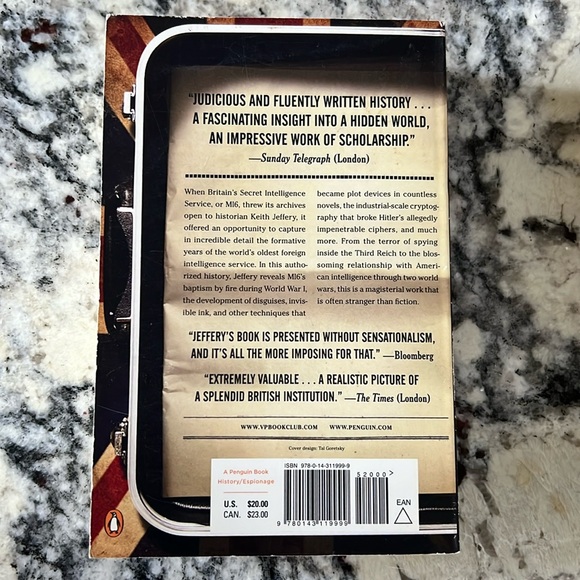 “JUDICIOUS AND FLUENTLY WRITTEN HISTORY . . .
A FASCINATING INSIGHT INTO A HIDDEN WORLD,
AN IMPRESSIVE WORK OF SCHOLARSHIP.”
—Sunday Telegraph (London)
When Britain's Secret Intelligence
Service, or MI6, threw its archives
open to historian Keith Jeffery, it
offered an opportunity to capture
in incredible detail the formative
years of the world's oldest foreign
intelligence service. In this autho-
rized history, Jeffery reveals MI6's
baptism by fire during World War I,
the development of disguises, invis-
ible ink, and other techniques that
became plot devices in countless
novels, the industrial-scale cryptog-
raphy that broke Hitler's allegedly
impenetrable ciphers, and much
more. From the terror of spying
inside the Third Reich to the blos-
soming relationship with Ameri-
can intelligence through two world
wars, this is a magisterial work that
is often stranger than fiction.
“JEFFERY'S BOOK IS PRESENTED WITHOUT SENSATIONALISM,
AND IT'S ALL THE MORE IMPOSING FOR THAT.” —Bloomberg
“EXTREMELY VALUABLE . . . A REALISTIC PICTURE OF
A SPLENDID BRITISH INSTITUTION.” —The Times (London)
WWW.VPBOOKCLUB.COM WWW.PENGUIN.COM
Cover design: Tal Goretsky
A Penguin Book
History/Espionage
U.S. $20.00
CAN. $23.00
ISBN 978-0-14-311999-9
52000>
9 780143 119999
EAN